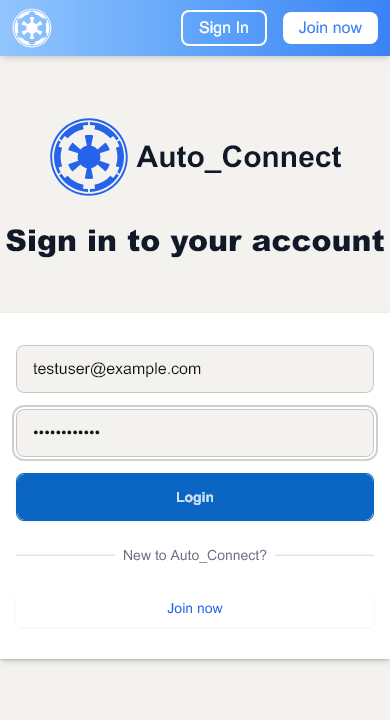 Sign In
Join now
Auto_Connect
Sign in to your account
testuser@example.com
••••••••••••
Login
New to Auto_Connect?
Join now